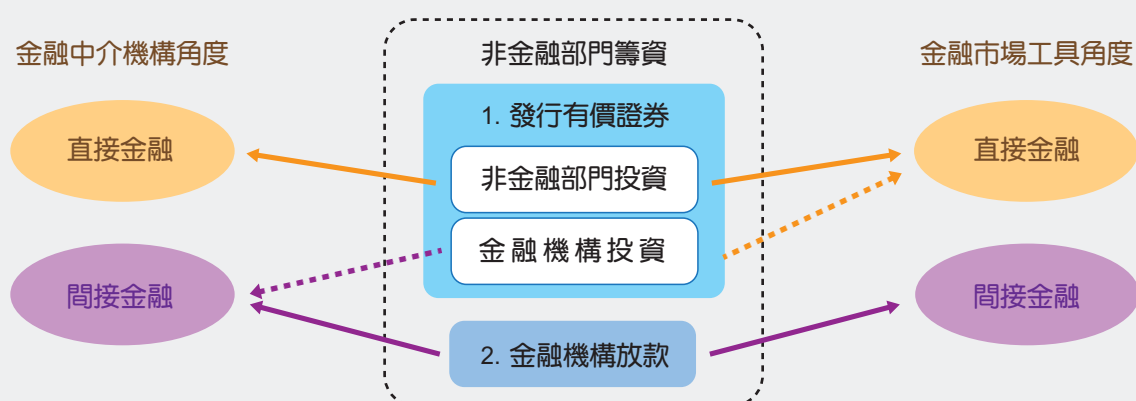 金融中介機構角度
直接金融
間接金融
非金融部門籌資
1. 發行有價證券
非金融部門投資
金融機構投資
2. 金融機構放款
金融市場工具角度
直接金融
間接金融